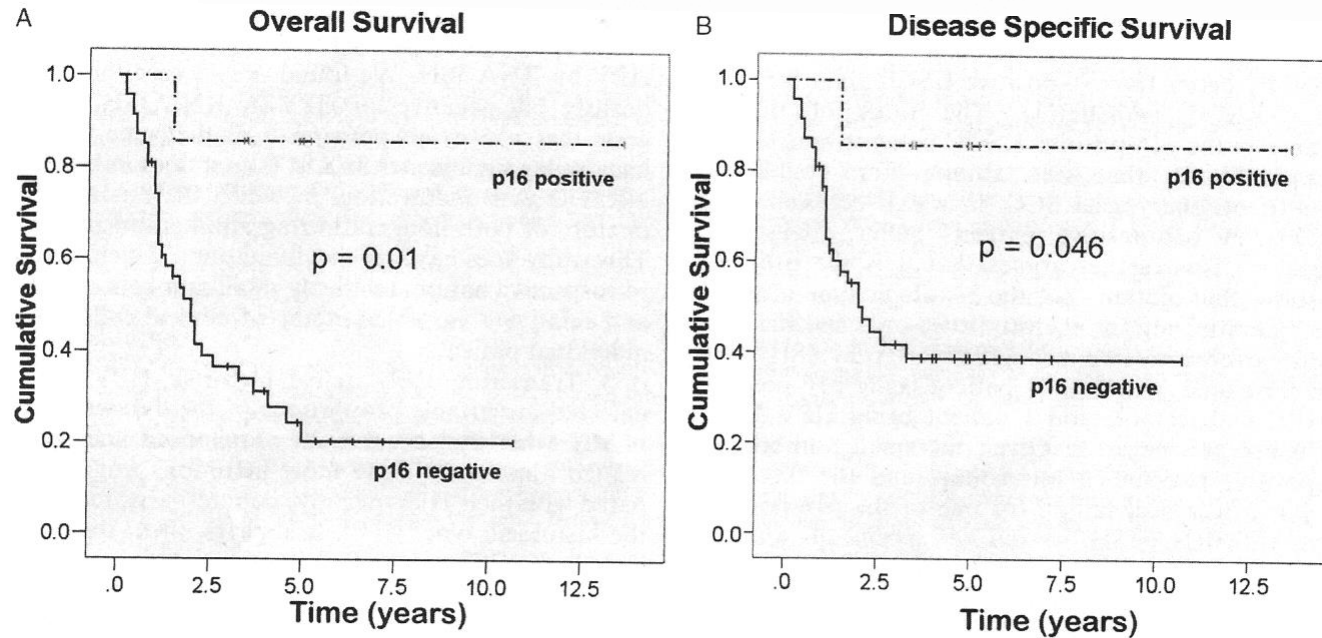 A
Overall Survival
Cumulative Survival
1.0
0.8
0.6
0.4
0.2
0.0
p16 positive
p = 0.01
p16 negative
.0 2.5 5.0 7.5 10.0 12.5
Time (years)
B
Disease Specific Survival
Cumulative Survival
1.0
0.8
0.6
0.4
0.2
0.0
p16 positive
p = 0.046
p16 negative
.0 2.5 5.0 7.5 10.0 12.5
Time (years)